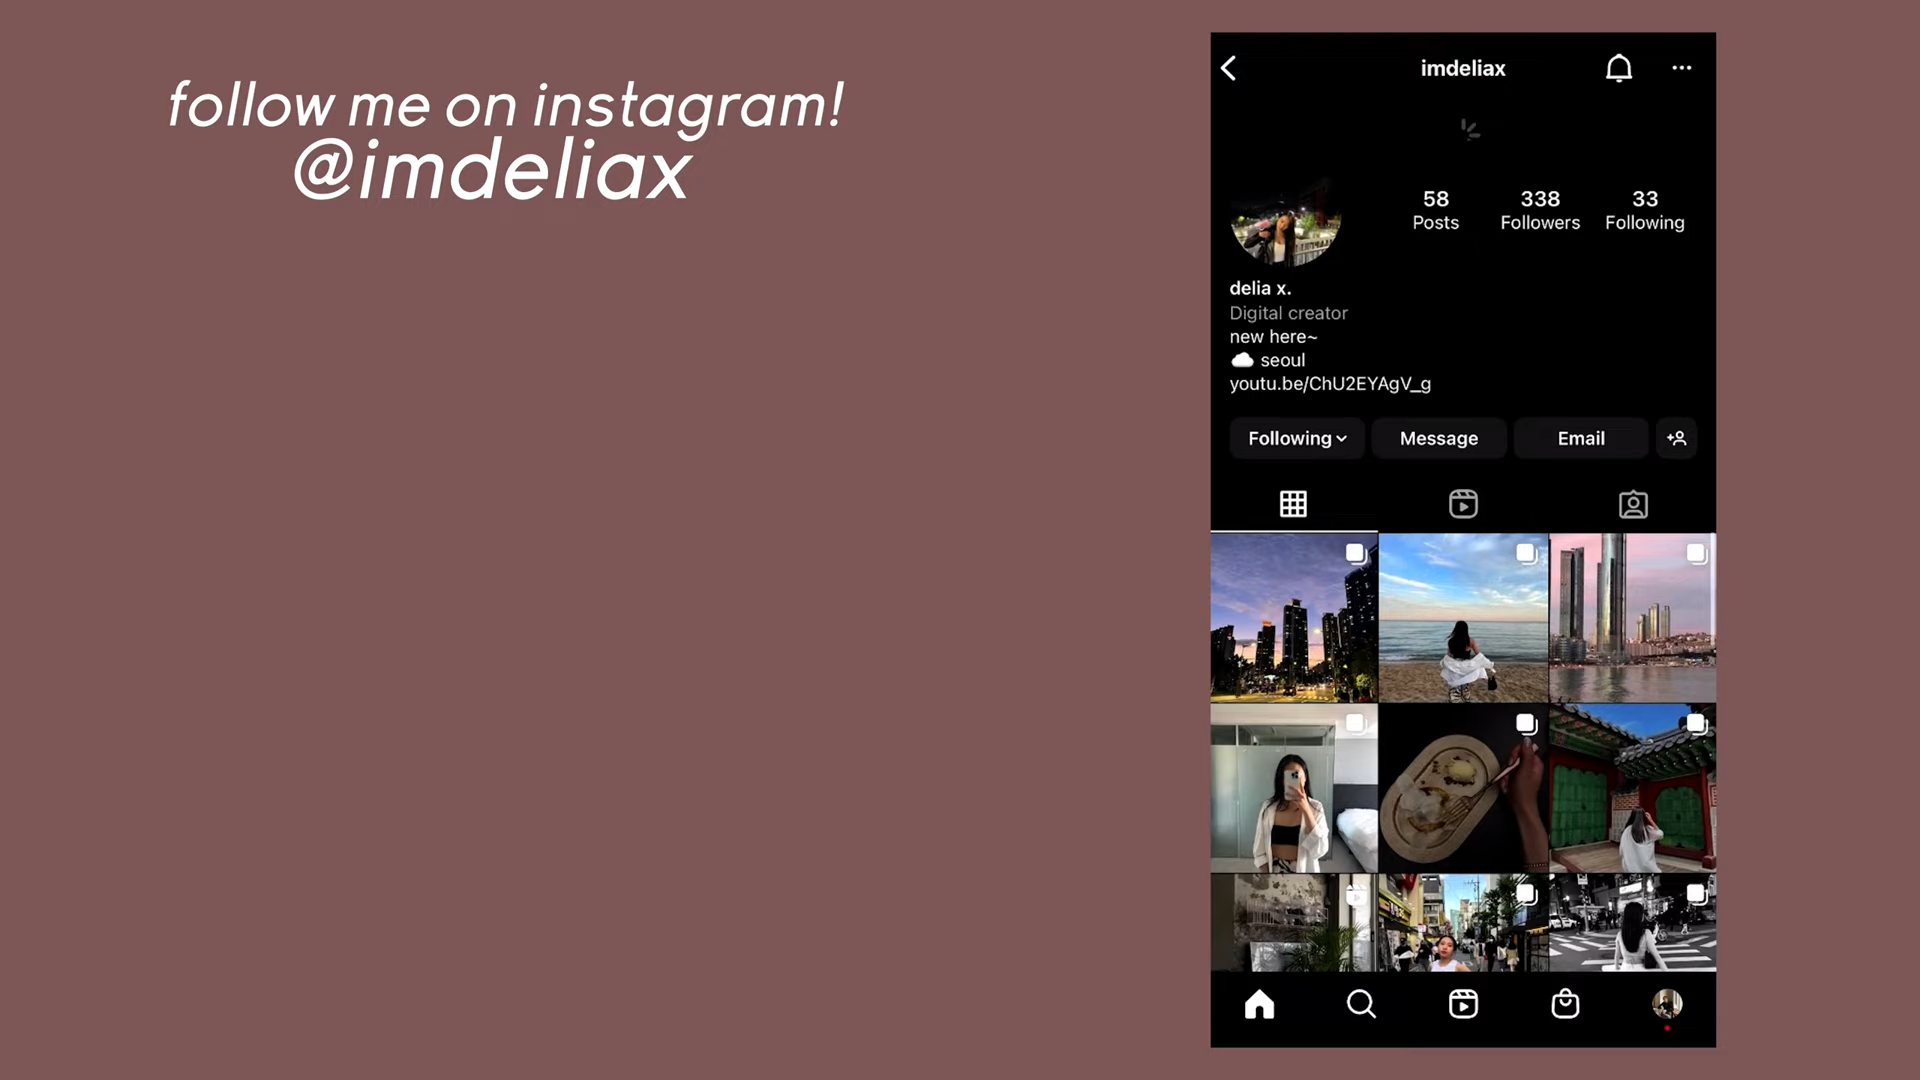 follow me on instagram!
@imdeliax
imdeliax
58 338 33
Posts Followers Following
delia x.
Digital creator
new here~
☁️ seoul
youtu.be/ChU2EYAgV_g
Following Message Email